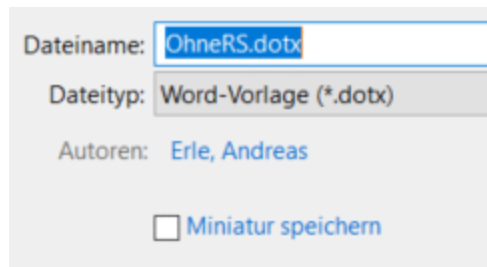 Dateiname: OhneRS.dotx
Dateityp: Word-Vorlage (*.dotx)
Autoren: Erle, Andreas
Miniatur speichern